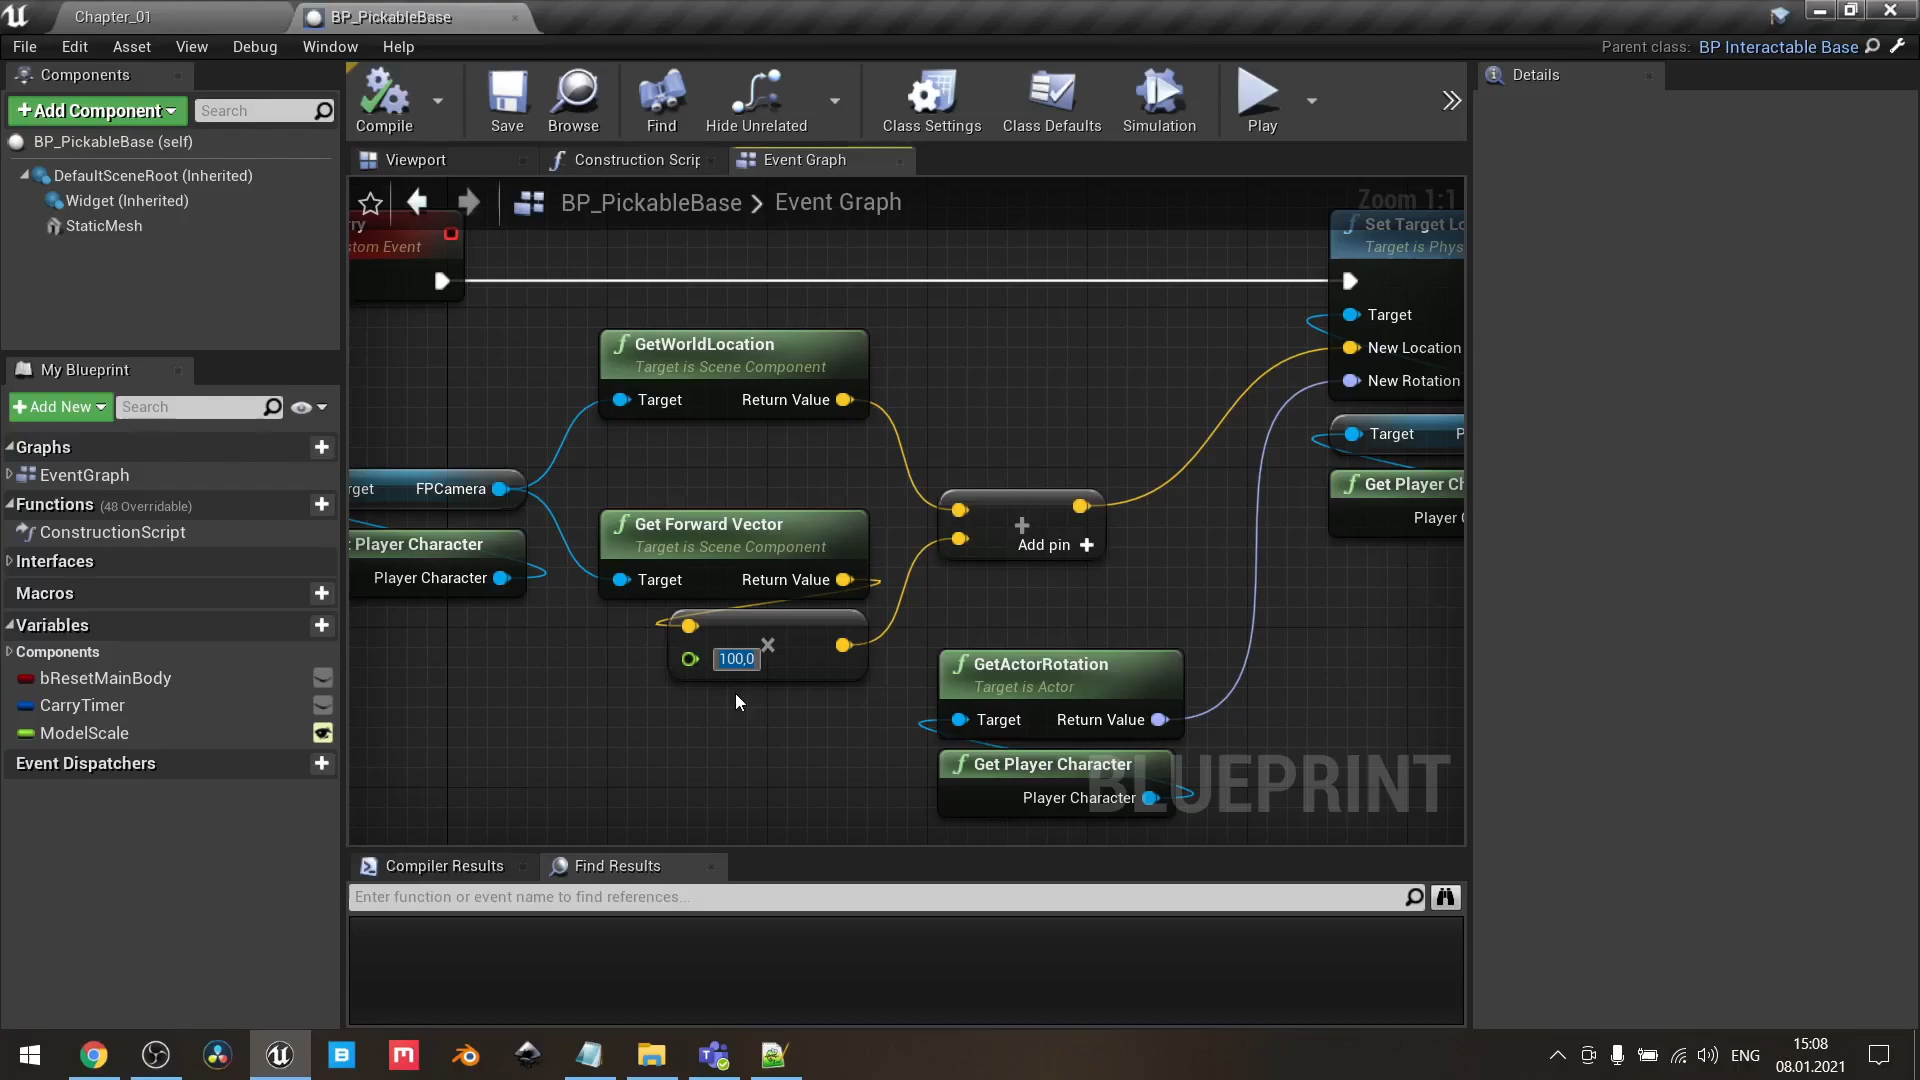 Chapter_01
BP_PickableBase
File Edit Asset View Debug Window Help
Parent class: BP Interactable Base
Components
Add Component
Search
BP_PickableBase (self)
DefaultSceneRoot (Inherited)
Widget (Inherited)
StaticMesh
My Blueprint
Add New
Search
Graphs
EventGraph
Functions (48 Overridable)
ConstructionScript
Interfaces
Macros
Variables
Components
bResetMainBody
CarryTimer
ModelScale
Event Dispatchers
Compile
Save
Browse
Find
Hide Unrelated
Class Settings
Class Defaults
Simulation
Play
Viewport
Construction Scrip
Event Graph
BP_PickableBase > Event Graph
Zoom 1:1
rry
stom Event
GetWorldLocation
Target is Scene Component
Target Return Value
rget FPCamera
Player Character
Player Character
Get Forward Vector
Target is Scene Component
Target Return Value
100,0
Add pin
GetActorRotation
Target is Actor
Target Return Value
Get Player Character
Player Character
Set Target Lo
Target is Phys
Target
New Location
New Rotation
Target P
Get Player Ch
Player C
BLUEPRINT
Compiler Results
Find Results
Enter function or event name to find references...
Details
ENG
15:08
08.01.2021